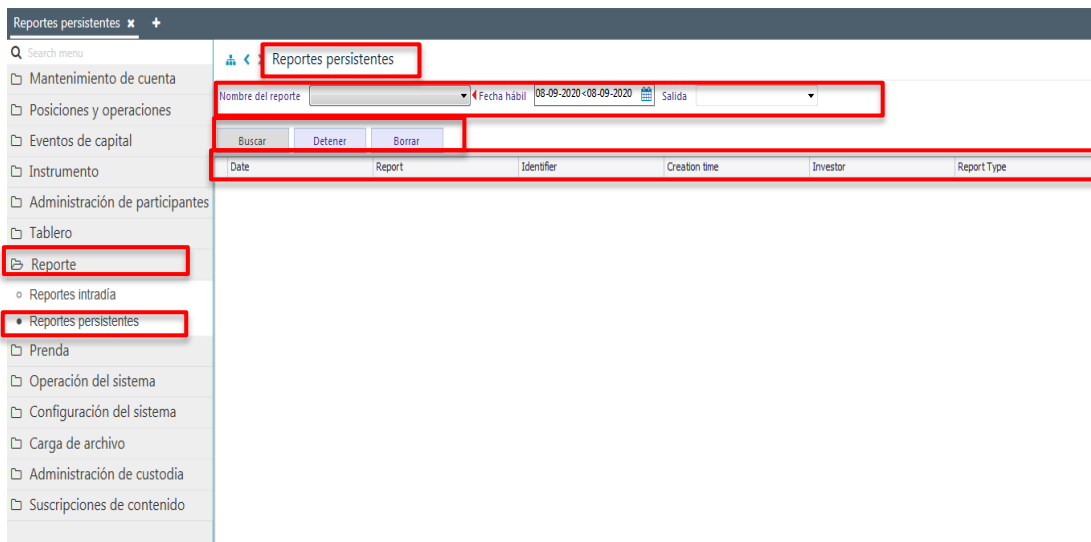 Reportes persistentes × +
Search menu
Mantenimiento de cuenta
Posiciones y operaciones
Eventos de capital
Instrumento
Administración de participantes
Tablero
Reporte
Reportes intradía
Reportes persistentes
Prenda
Operación del sistema
Configuración del sistema
Carga de archivo
Administración de custodia
Suscripciones de contenido
Reportes persistentes
Nombre del reporte Fecha hábil 08-09-2020<08-09-2020 Salida
Buscar Detener Borrar
Date Report Identifier Creation time Investor Report Type